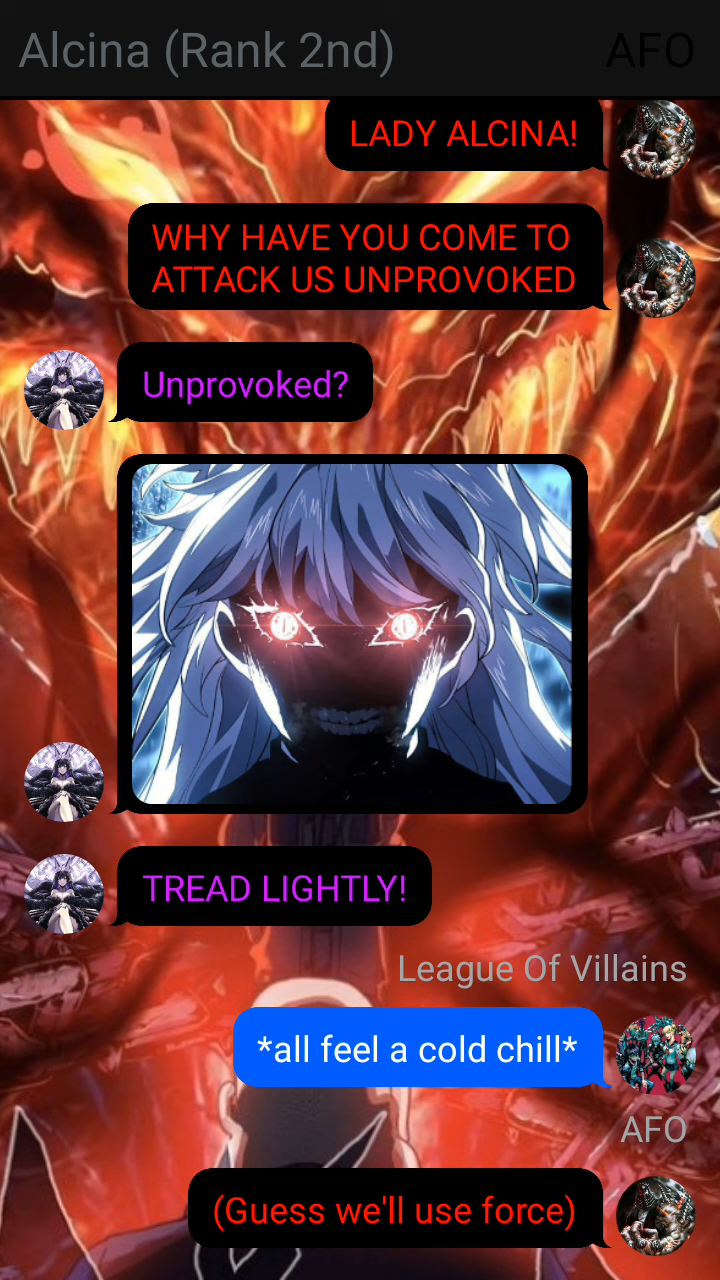 Alcina (Rank 2nd) AFO
LADY ALCINA!
WHY HAVE YOU COME TO
ATTACK US UNPROVOKED
Unprovoked?
TREAD LIGHTLY!
League Of Villains
*all feel a cold chill*
AFO
(Guess we'll use force)